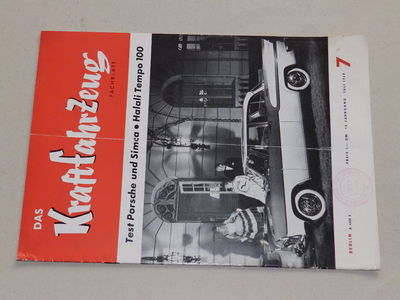 DAS
Kraftfahrzeug
FACHBLATT
Test Porsche und Simca • Halali Tempo 100
7
BERLIN